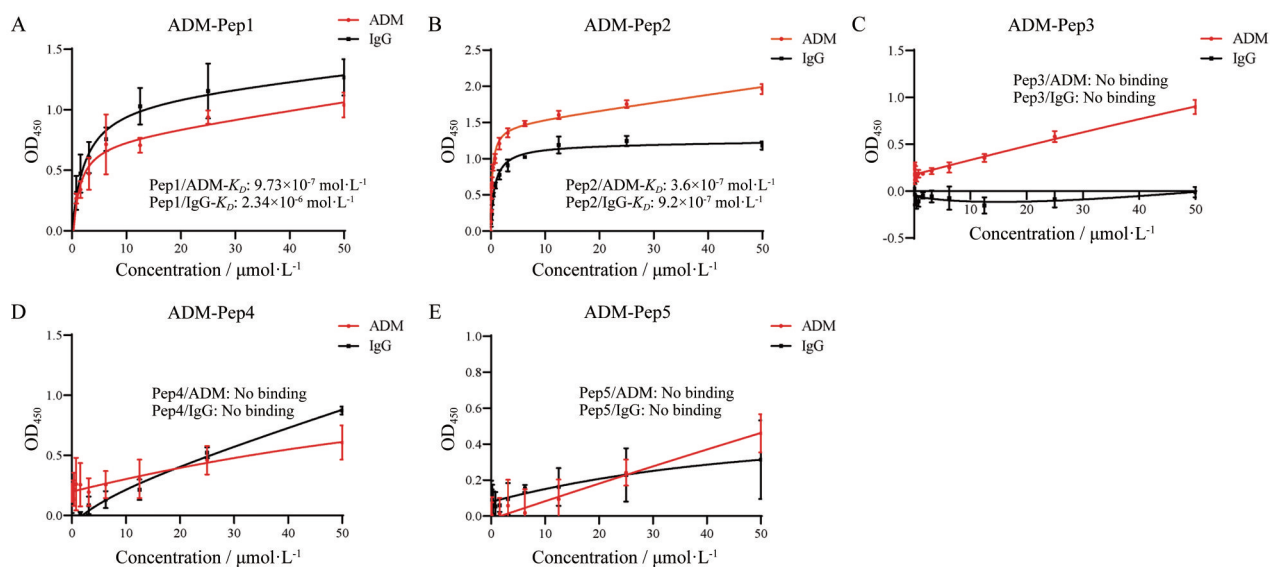 A
ADM-Pep1
ADM
IgG
1.5
1.0
0.5
0.0
OD450
Pep1/ADM-KD: 9.73×10-7 mol·L-1
Pep1/IgG-KD: 2.34×10-6 mol·L-1
0 10 20 30 40 50
Concentration / μmol·L-1
B
ADM-Pep2
ADM
IgG
2.5
2.0
1.5
1.0
0.5
0.0
OD450
Pep2/ADM-KD: 3.6×10-7 mol·L-1
Pep2/IgG-KD: 9.2×10-7 mol·L-1
0 10 20 30 40 50
Concentration / μmol·L-1
C
ADM-Pep3
ADM
IgG
1.5
1.0
0.5
0.0
-0.5
OD450
Pep3/ADM: No binding
Pep3/IgG: No binding
10 20 30 40 50
Concentration / μmol·L-1
D
ADM-Pep4
ADM
IgG
1.5
1.0
0.5
0.0
OD450
Pep4/ADM: No binding
Pep4/IgG: No binding
0 10 20 30 40 50
Concentration / μmol·L-1
E
ADM-Pep5
ADM
IgG
1.0
0.8
0.6
0.4
0.2
0.0
OD450
Pep5/ADM: No binding
Pep5/IgG: No binding
0 10 20 30 40 50
Concentration / μmol·L-1